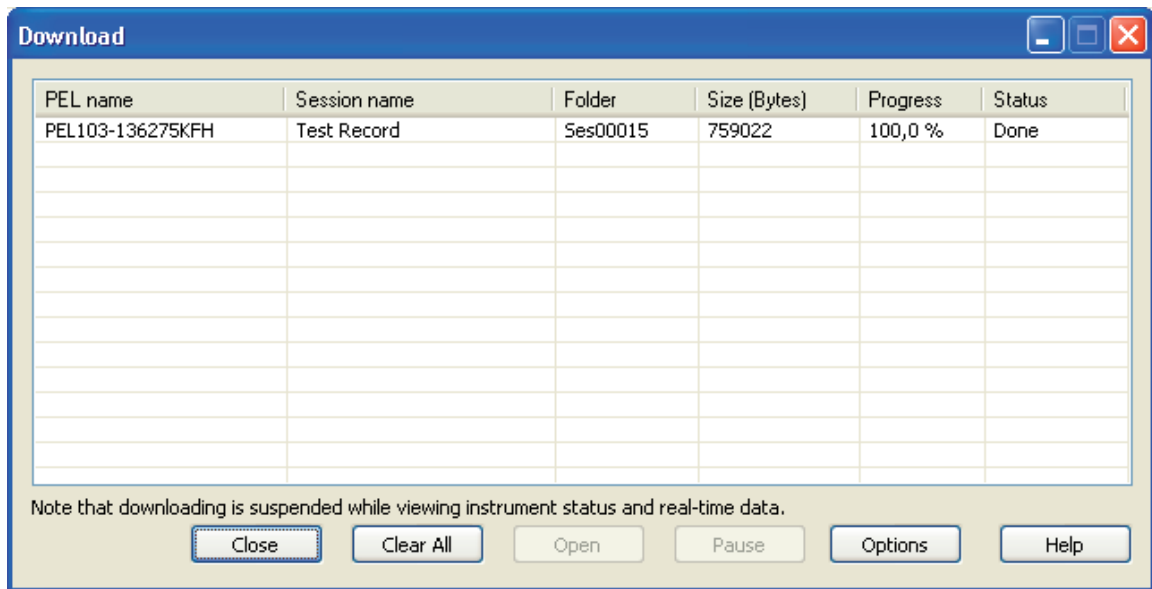 Download
PEL name Session name Folder Size (Bytes) Progress Status
PEL103-136275KFH Test Record Ses00015 759022 100,0 % Done
Note that downloading is suspended while viewing instrument status and real-time data.
Close Clear All Open Pause Options Help